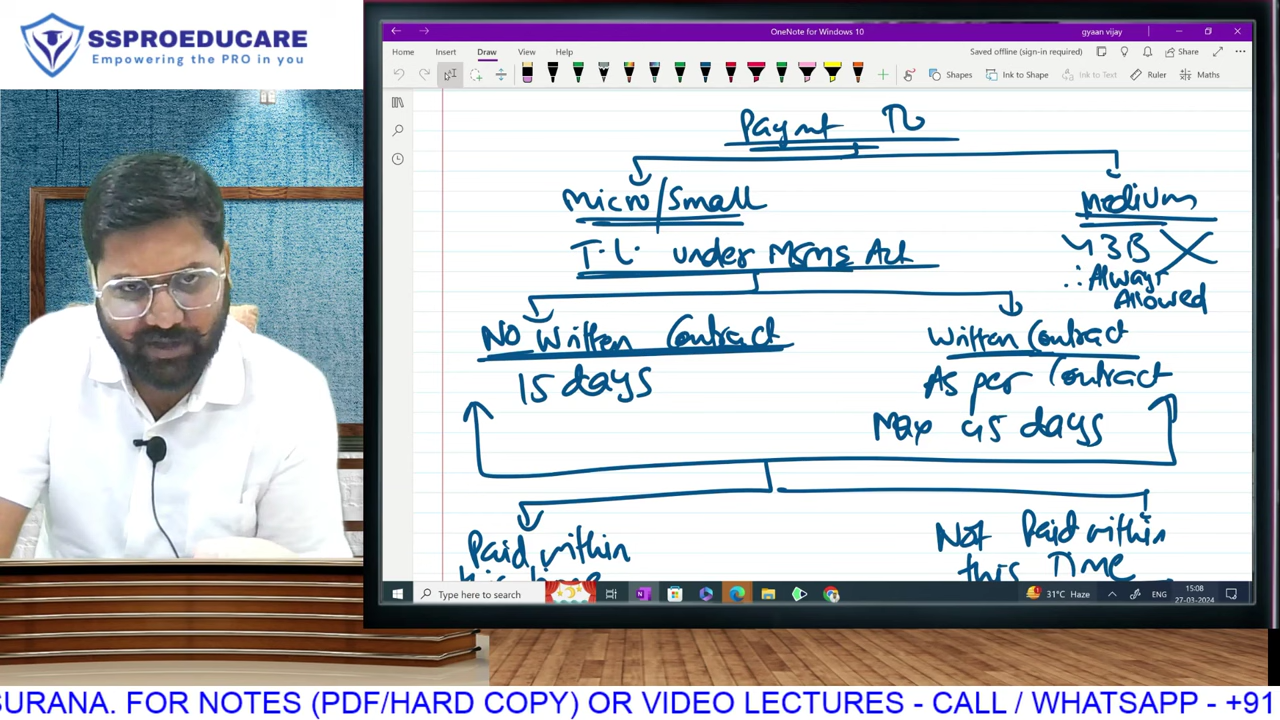 SSPROEDUCARE
Empowering the PRO in you
OneNote for Windows 10
gyaan vijay
Home Insert Draw View Help
Saved offline (sign-in required)
Share
Shapes Ink to Shape Ink to Text Ruler Maths
Paymt To
Micro/Small
Medium
T.L. under MSME Act
43B X
∴ Always
Allowed
NO Written Contract
Written Contract
15 days
As per Contract
Max 45 days
Paid within
this time
Not Paid within
this Time
Type here to search
31°C Haze
ENG
15:08
27-03-2024
SURANA. FOR NOTES (PDF/HARD COPY) OR VIDEO LECTURES - CALL / WHATSAPP - +91